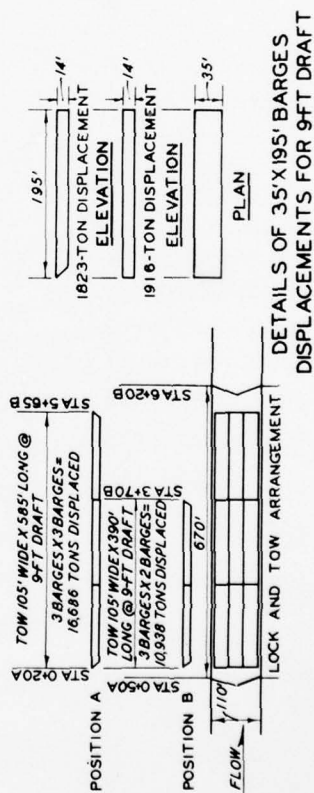 STA 0+20A
TOW 105' WIDE X 585' LONG @
9-FT DRAFT
3 BARGES X 3 BARGES =
16,686 TONS DISPLACED
STA 5+65B
POSITION A
TOW 105' WIDE X 390'
LONG @ 9-FT DRAFT
3 BARGES X 2 BARGES =
10,938 TONS DISPLACED
STA 3+70B
POSITION B
STA 0+50A
670'
STA 6+20B
110'
FLOW
LOCK AND TOW ARRANGEMENT
195'
14'
1823-TON DISPLACEMENT
ELEVATION
14'
1916-TON DISPLACEMENT
ELEVATION
35'
PLAN
DETAILS OF 35'X195' BARGES
DISPLACEMENTS FOR 9-FT DRAFT